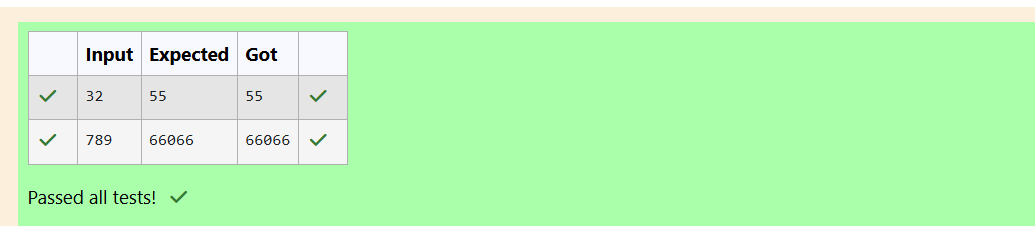 Input Expected Got
32 55 55
789 66066 66066
Passed all tests!